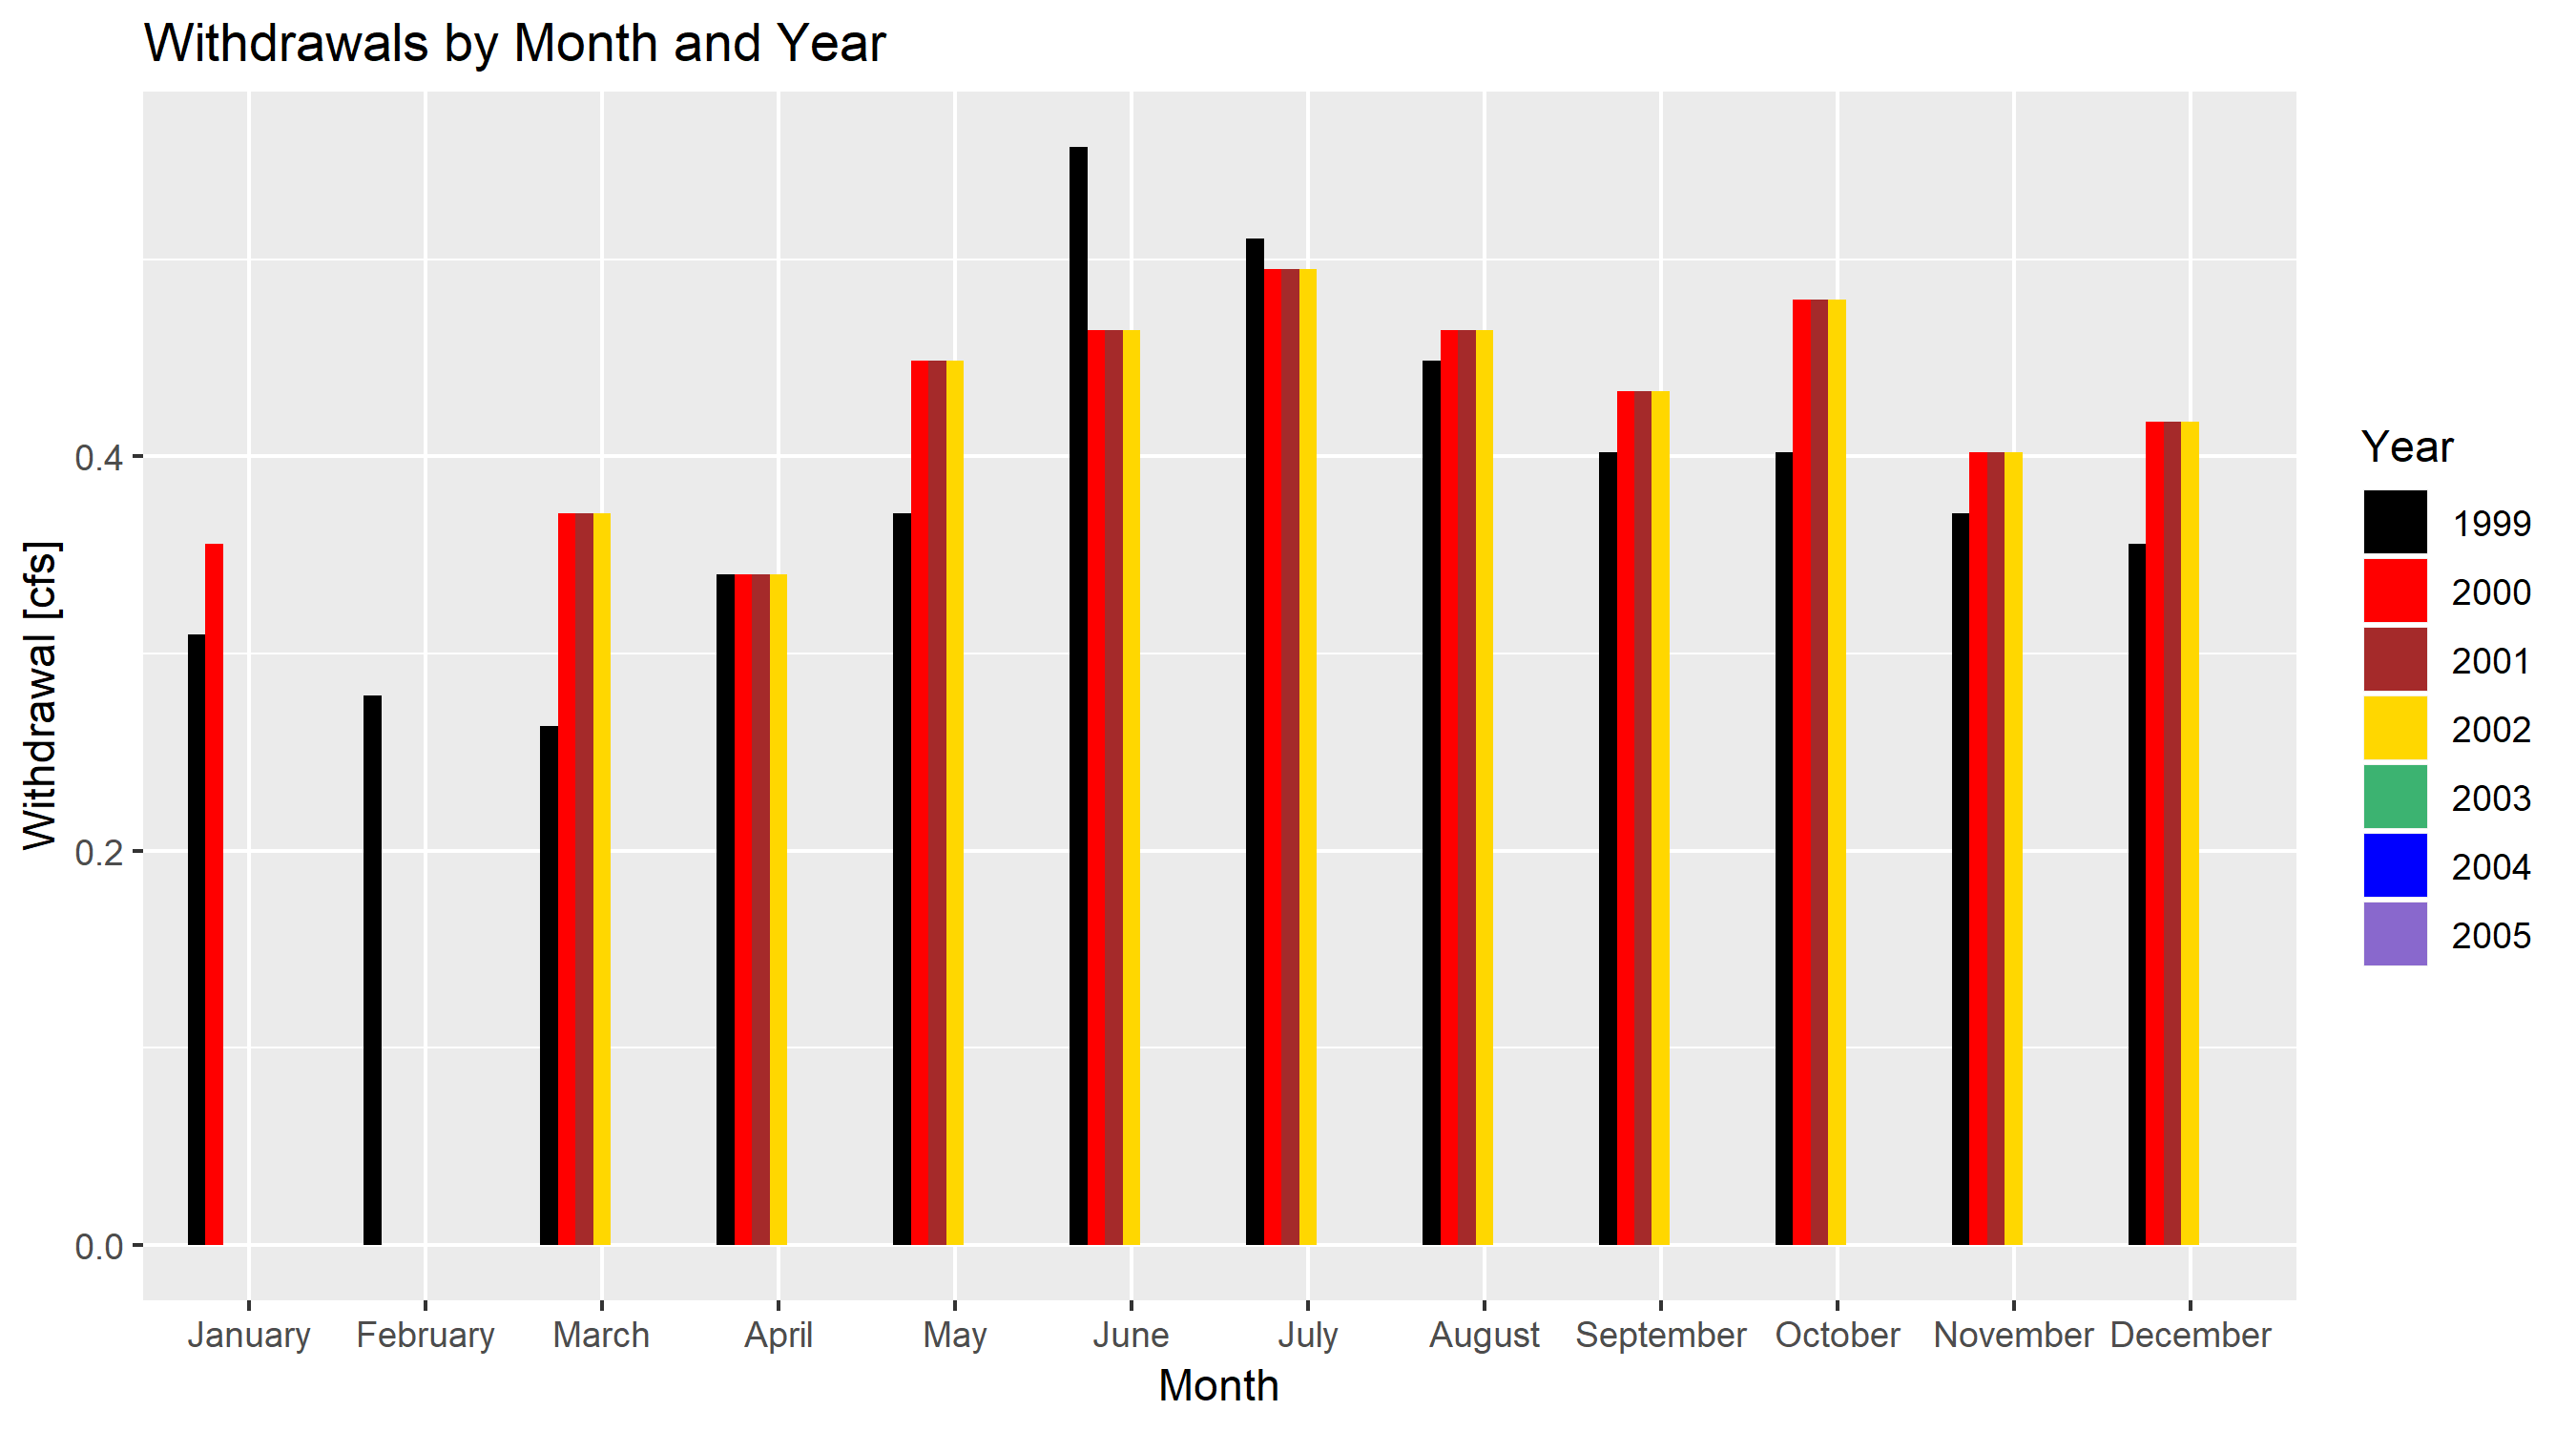 Withdrawals by Month and Year
Withdrawal [cfs]
0.4
0.2
0.0
January February March April May June July August September October November December
Month
Year
1999
2000
2001
2002
2003
2004
2005